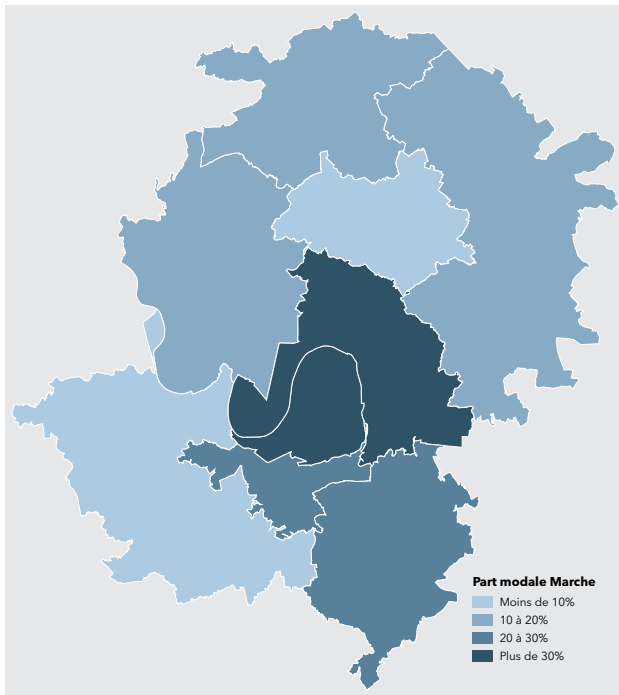 Part modale Marche
Moins de 10%
10 à 20%
20 à 30%
Plus de 30%